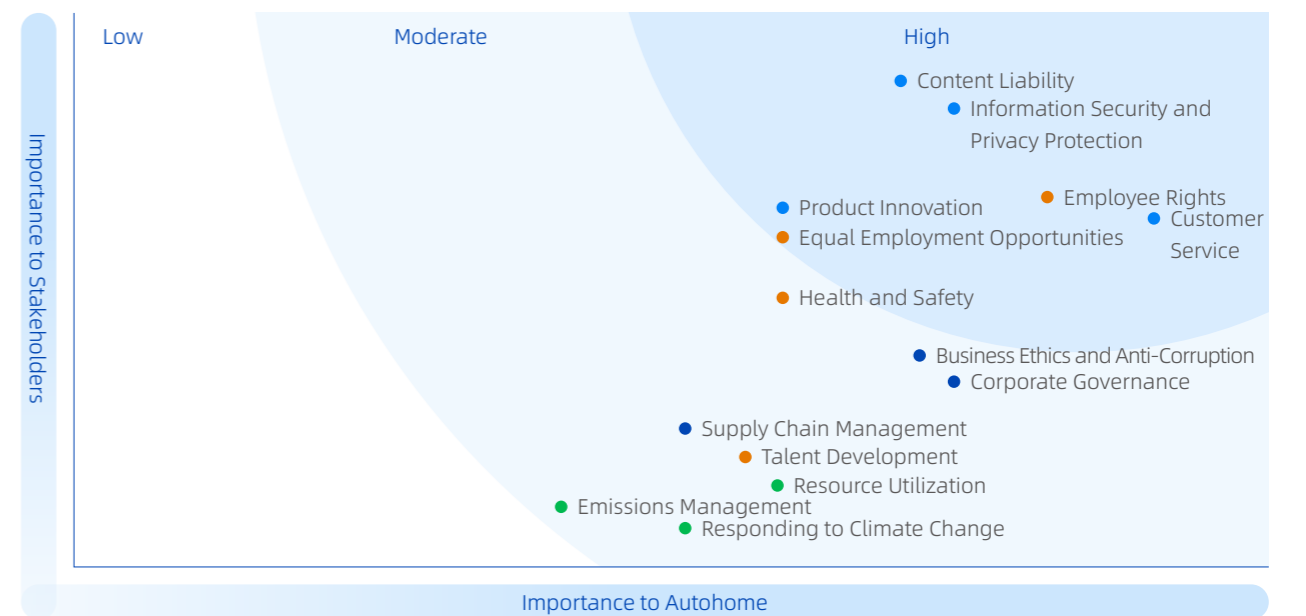 Low
Moderate
High
Content Liability
Information Security and
Privacy Protection
Employee Rights
Product Innovation
Customer
Service
Equal Employment Opportunities
Health and Safety
Business Ethics and Anti-Corruption
Corporate Governance
Supply Chain Management
Talent Development
Resource Utilization
Emissions Management
Responding to Climate Change
Importance to Stakeholders
Importance to Autohome